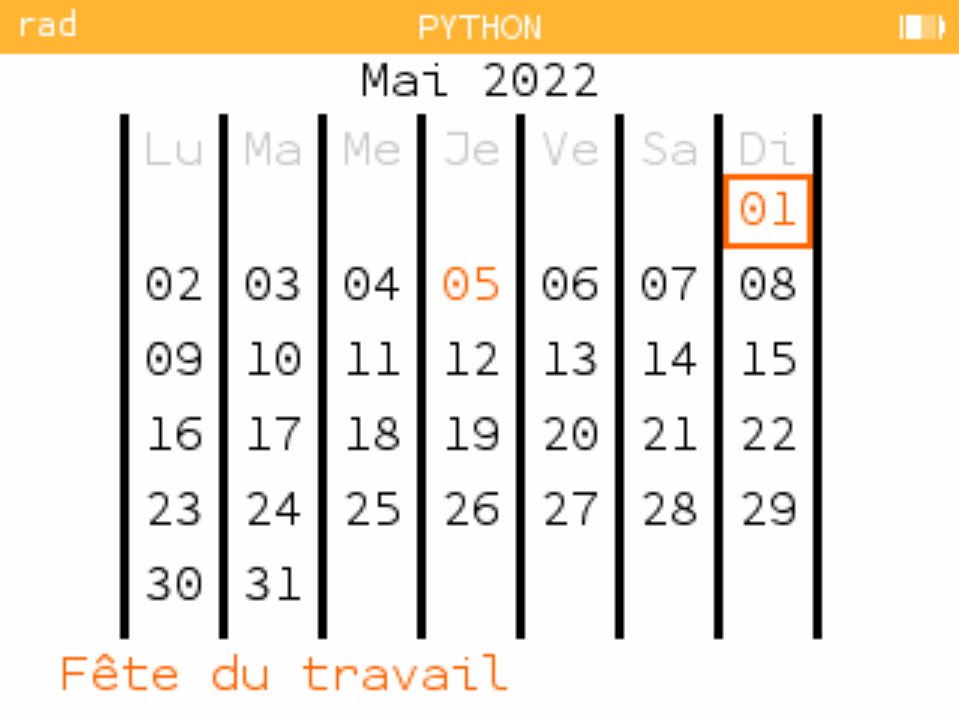 rad PYTHON
Mai 2022
Lu Ma Me Je Ve Sa Di
01
02 03 04 05 06 07 08
09 10 11 12 13 14 15
16 17 18 19 20 21 22
23 24 25 26 27 28 29
30 31
Fête du travail